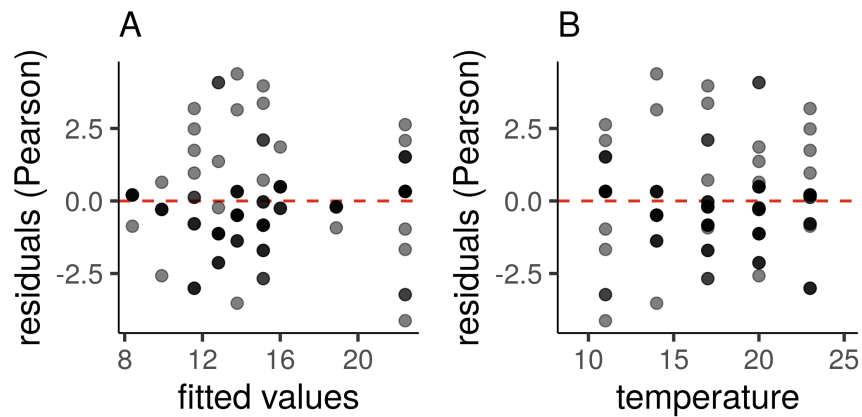 A
residuals (Pearson)
2.5
0.0
-2.5
8 12 16 20
fitted values
B
residuals (Pearson)
2.5
0.0
-2.5
10 15 20 25
temperature